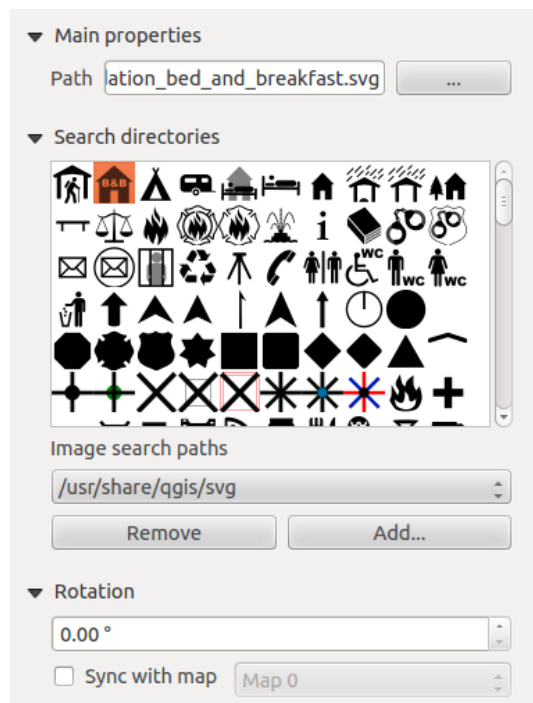 Main properties
Path lation_bed_and_breakfast.svg ...
Search directories
B&B
i
WC
WC WC
Image search paths
/usr/share/qgis/svg
Remove Add...
Rotation
0.00 °
Sync with map Map 0